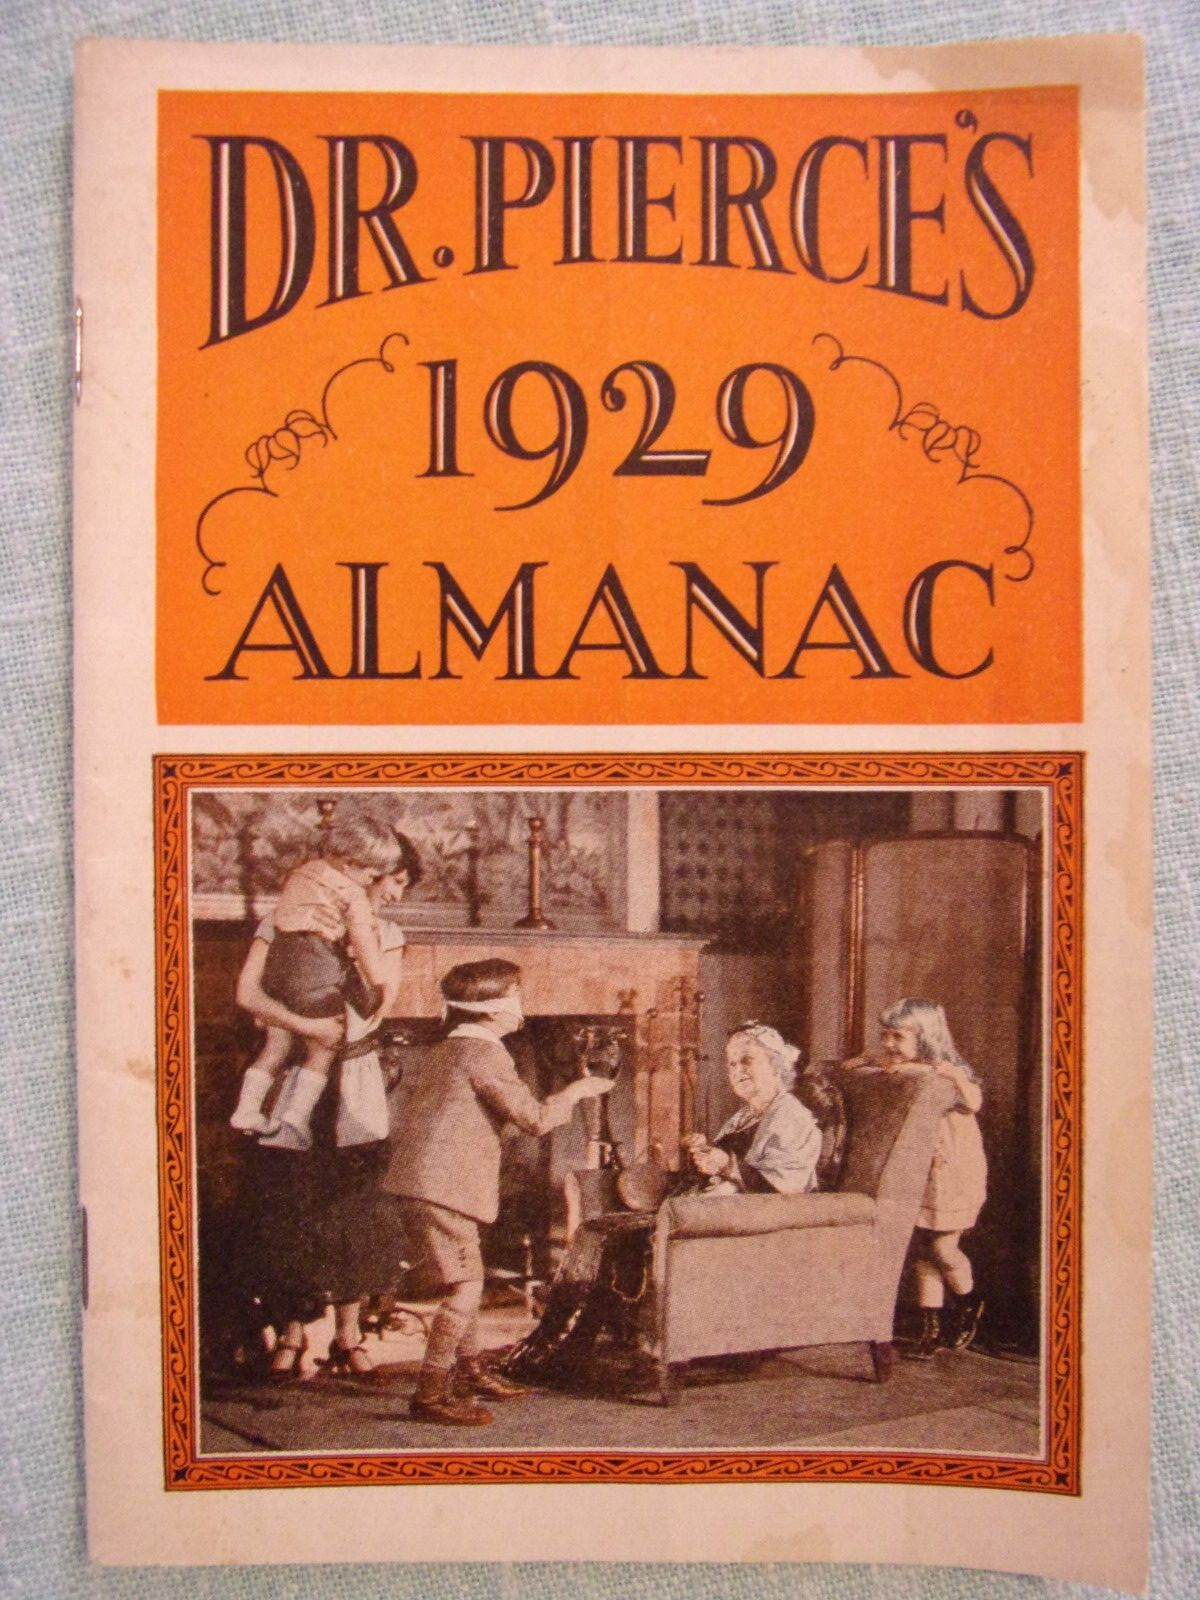 DR. PIERCE'S
1929
ALMANAC